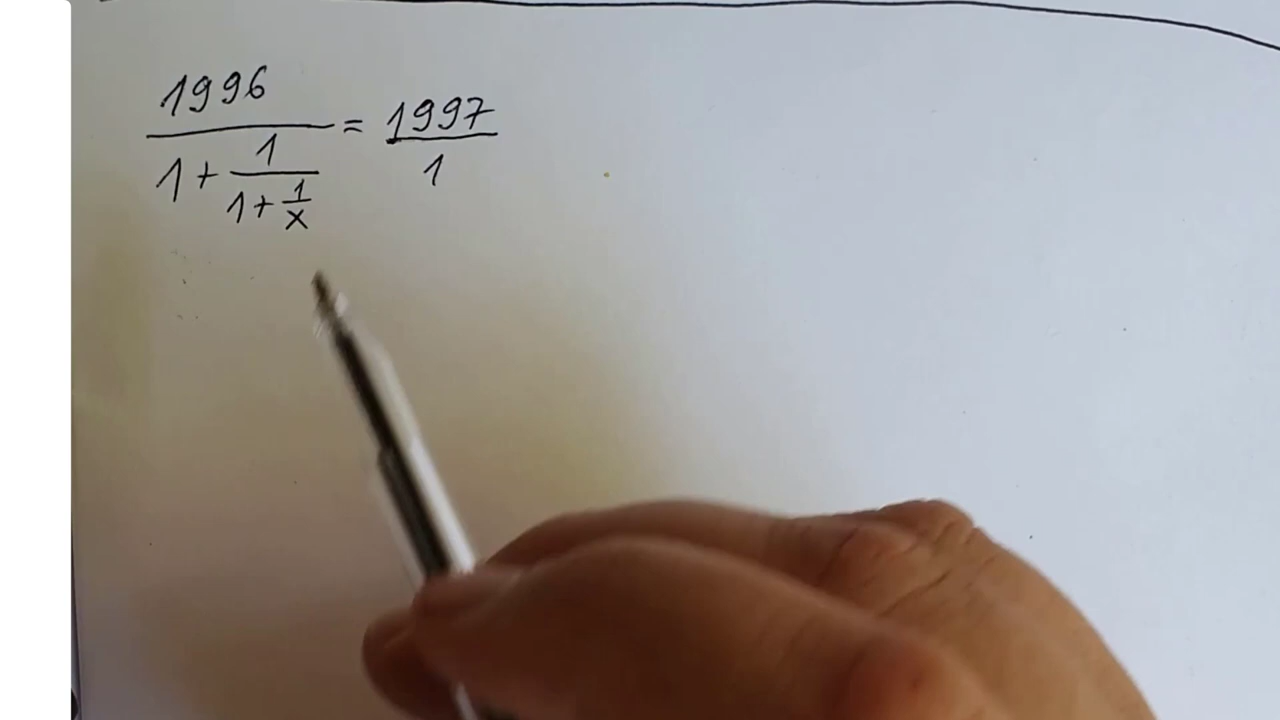 1996 / (1 + 1 / (1 + 1/x)) = 1997 / 1